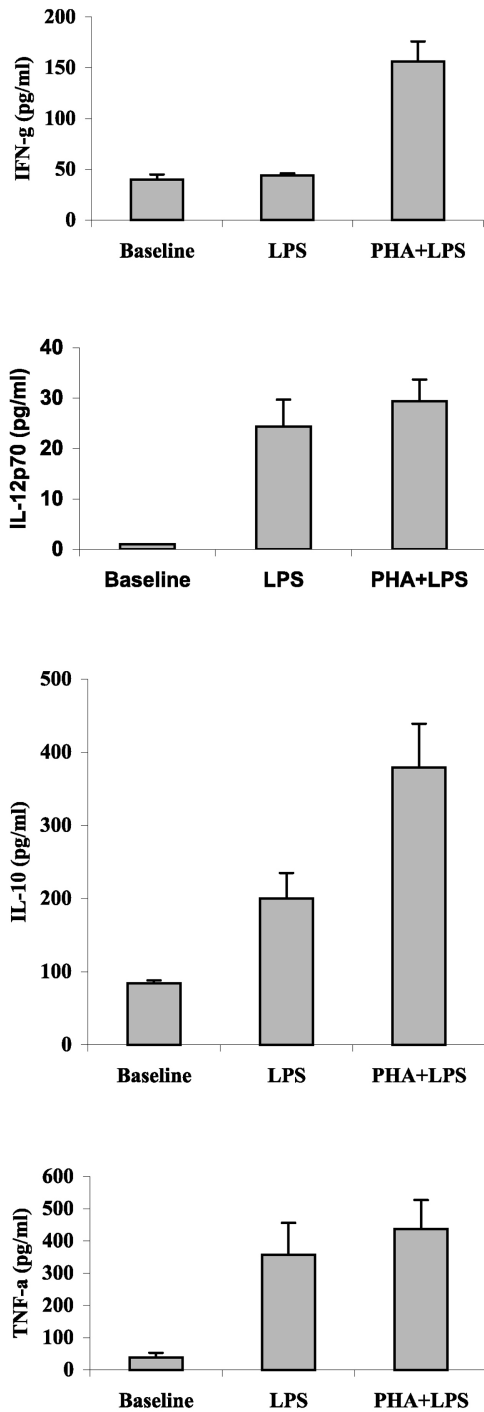 IFN-g (pg/ml)
200
150
100
50
0
Baseline LPS PHA+LPS
IL-12p70 (pg/ml)
40
30
20
10
0
Baseline LPS PHA+LPS
IL-10 (pg/ml)
500
400
300
200
100
0
Baseline LPS PHA+LPS
TNF-a (pg/ml)
600
500
400
300
200
100
0
Baseline LPS PHA+LPS